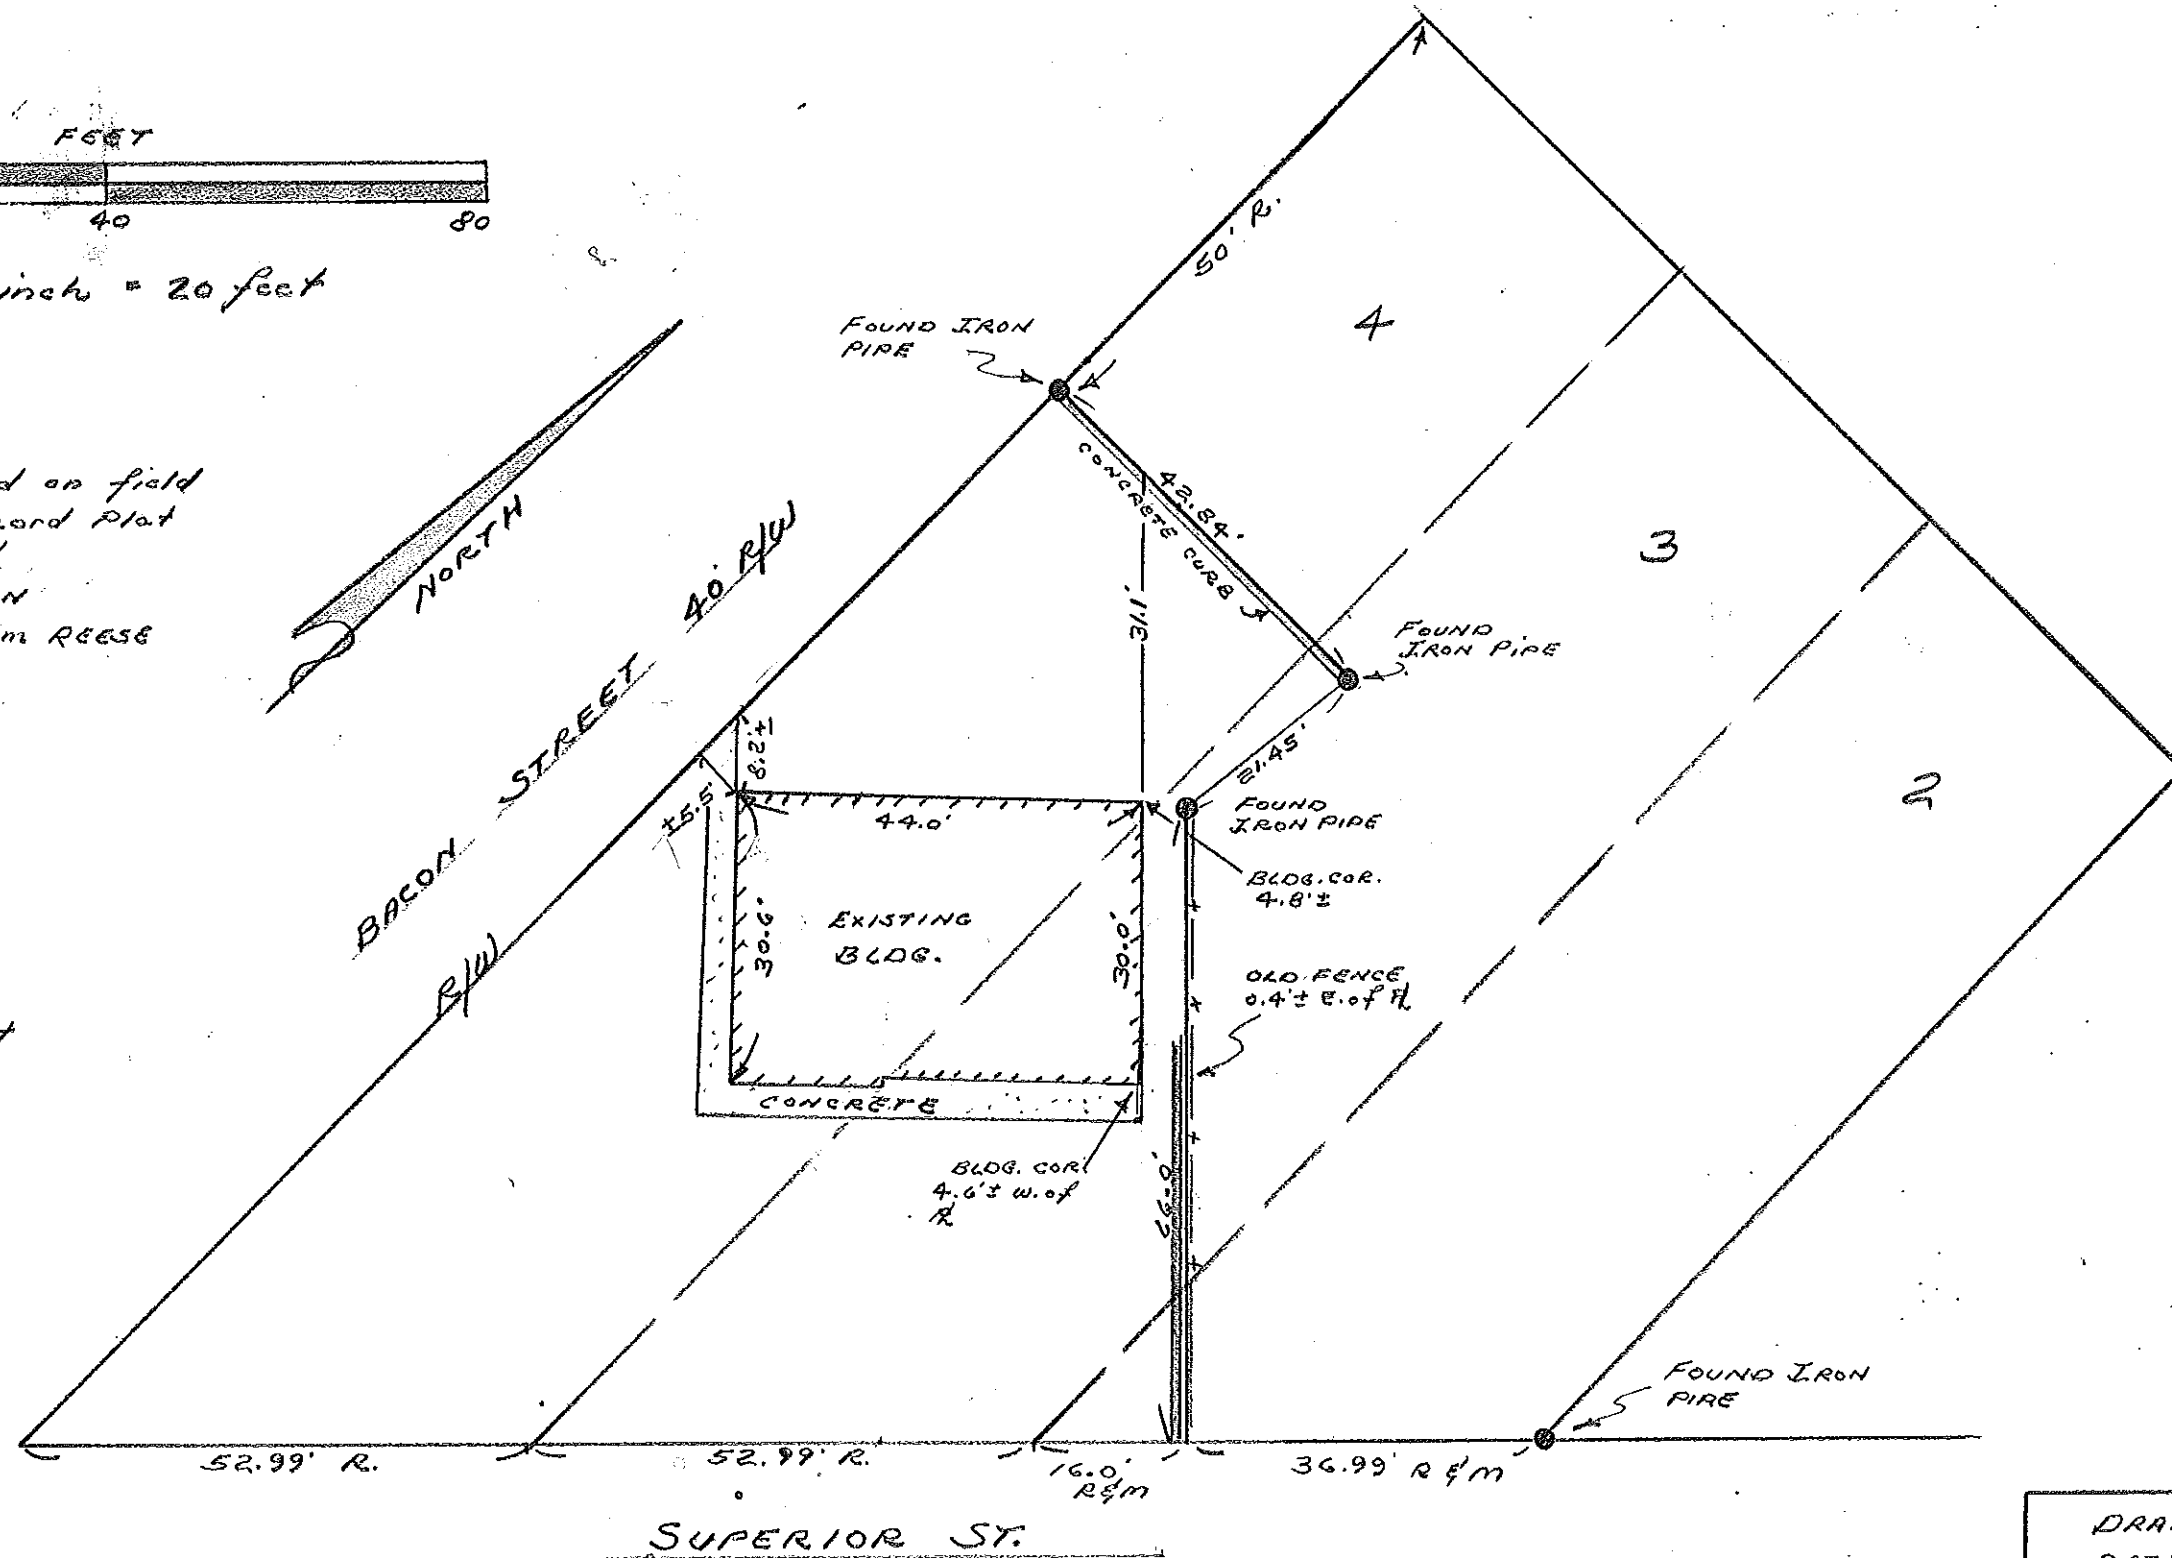 FEET
40
80
inch = 20 feet
on field
Plat
m REESE
NORTH
BACON STREET 40' R/W
R/W
FOUND IRON
PIPE
50' R.
4
3
2
CONCRETE CURB
42.84'
31.1'
FOUND
IRON PIPE
21.45'
FOUND
IRON PIPE
8.2'±
±5.5'
44.0'
30.6'
30.0'
EXISTING
BLDG.
CONCRETE
BLDG. COR.
4.8'±
OLD FENCE
0.4'± E. of PL
BLDG. COR.
4.6'± W. of
PL
66.0'
FOUND IRON
PIPE
52.99' R.
52.99' R.
16.0'
R&M
36.99' R & M
SUPERIOR ST.